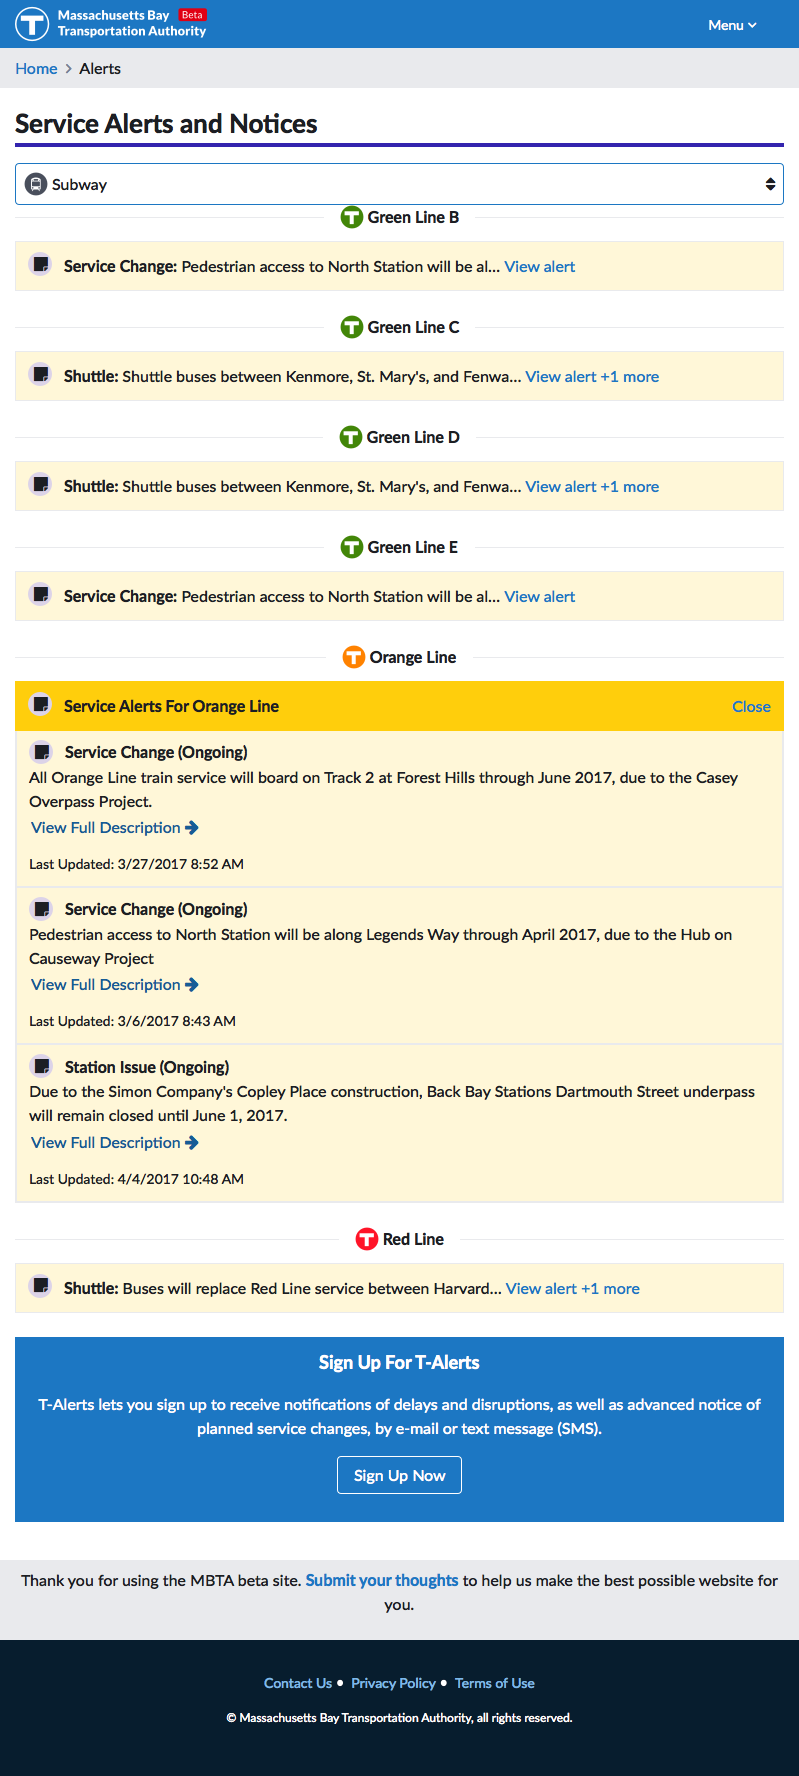 Massachusetts Bay Beta
Transportation Authority
Menu
Home > Alerts
Service Alerts and Notices
Subway
T Green Line B
Service Change: Pedestrian access to North Station will be al... View alert
T Green Line C
Shuttle: Shuttle buses between Kenmore, St. Mary's, and Fenwa... View alert +1 more
T Green Line D
Shuttle: Shuttle buses between Kenmore, St. Mary's, and Fenwa... View alert +1 more
T Green Line E
Service Change: Pedestrian access to North Station will be al... View alert
T Orange Line
Service Alerts For Orange Line Close
Service Change (Ongoing)
All Orange Line train service will board on Track 2 at Forest Hills through June 2017, due to the Casey
Overpass Project.
View Full Description
Last Updated: 3/27/2017 8:52 AM
Service Change (Ongoing)
Pedestrian access to North Station will be along Legends Way through April 2017, due to the Hub on
Causeway Project
View Full Description
Last Updated: 3/6/2017 8:43 AM
Station Issue (Ongoing)
Due to the Simon Company's Copley Place construction, Back Bay Stations Dartmouth Street underpass
will remain closed until June 1, 2017.
View Full Description
Last Updated: 4/4/2017 10:48 AM
T Red Line
Shuttle: Buses will replace Red Line service between Harvard... View alert +1 more
Sign Up For T-Alerts
T-Alerts lets you sign up to receive notifications of delays and disruptions, as well as advanced notice of
planned service changes, by e-mail or text message (SMS).
Sign Up Now
Thank you for using the MBTA beta site. Submit your thoughts to help us make the best possible website for
you.
Contact Us • Privacy Policy • Terms of Use
© Massachusetts Bay Transportation Authority, all rights reserved.